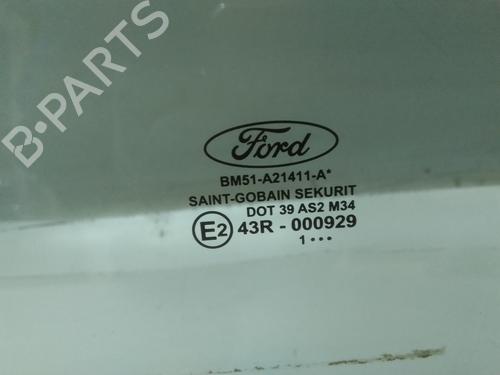 B-PARTS
Ford
BM51-A21411-A*
SAINT-GOBAIN SEKURIT
DOT 39 AS2 M34
E2 43R - 000929
1 •••